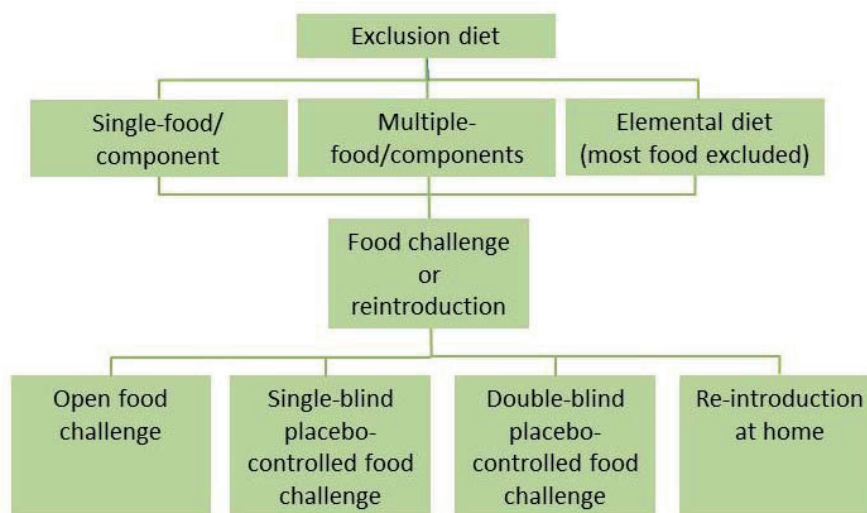 Exclusion diet
Single-food/
component
Multiple-
food/components
Elemental diet
(most food excluded)
Food challenge
or
reintroduction
Open food
challenge
Single-blind
placebo-
controlled food
challenge
Double-blind
placebo-
controlled food
challenge
Re-introduction
at home